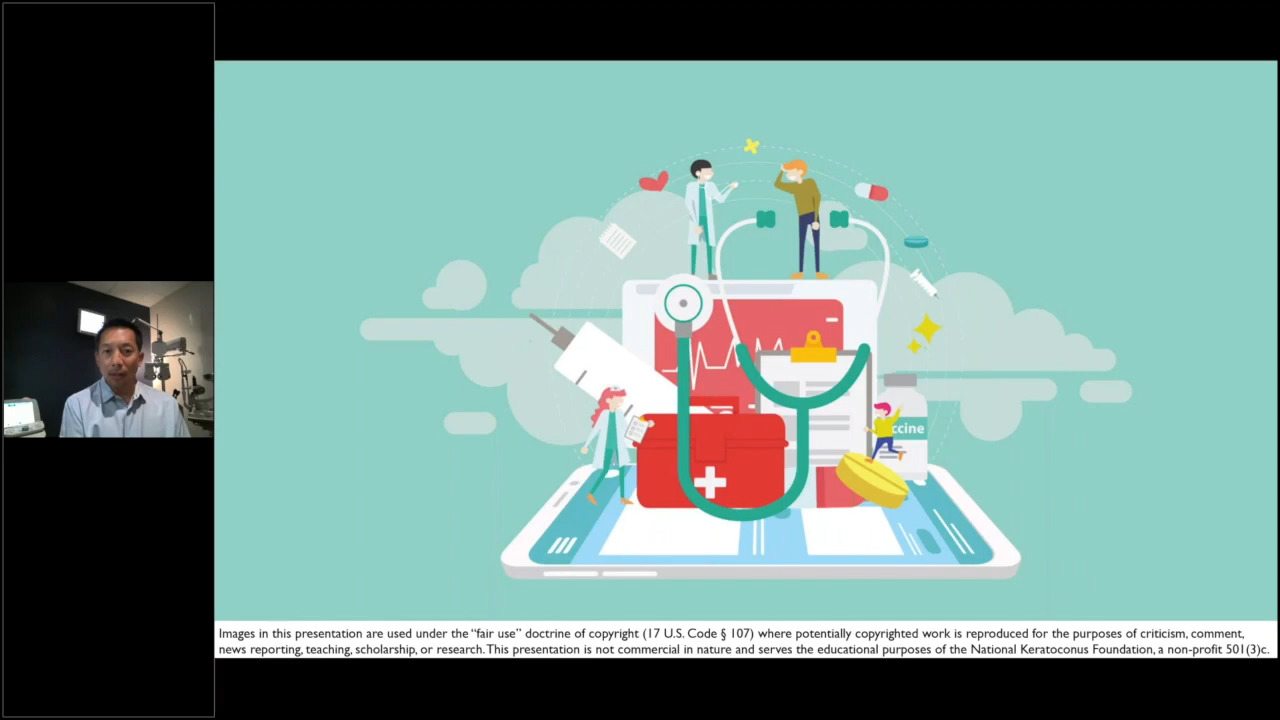 ccine
Images in this presentation are used under the “fair use” doctrine of copyright (17 U.S. Code § 107) where potentially copyrighted work is reproduced for the purposes of criticism, comment,
news reporting, teaching, scholarship, or research. This presentation is not commercial in nature and serves the educational purposes of the National Keratoconus Foundation, a non-profit 501(3)c.